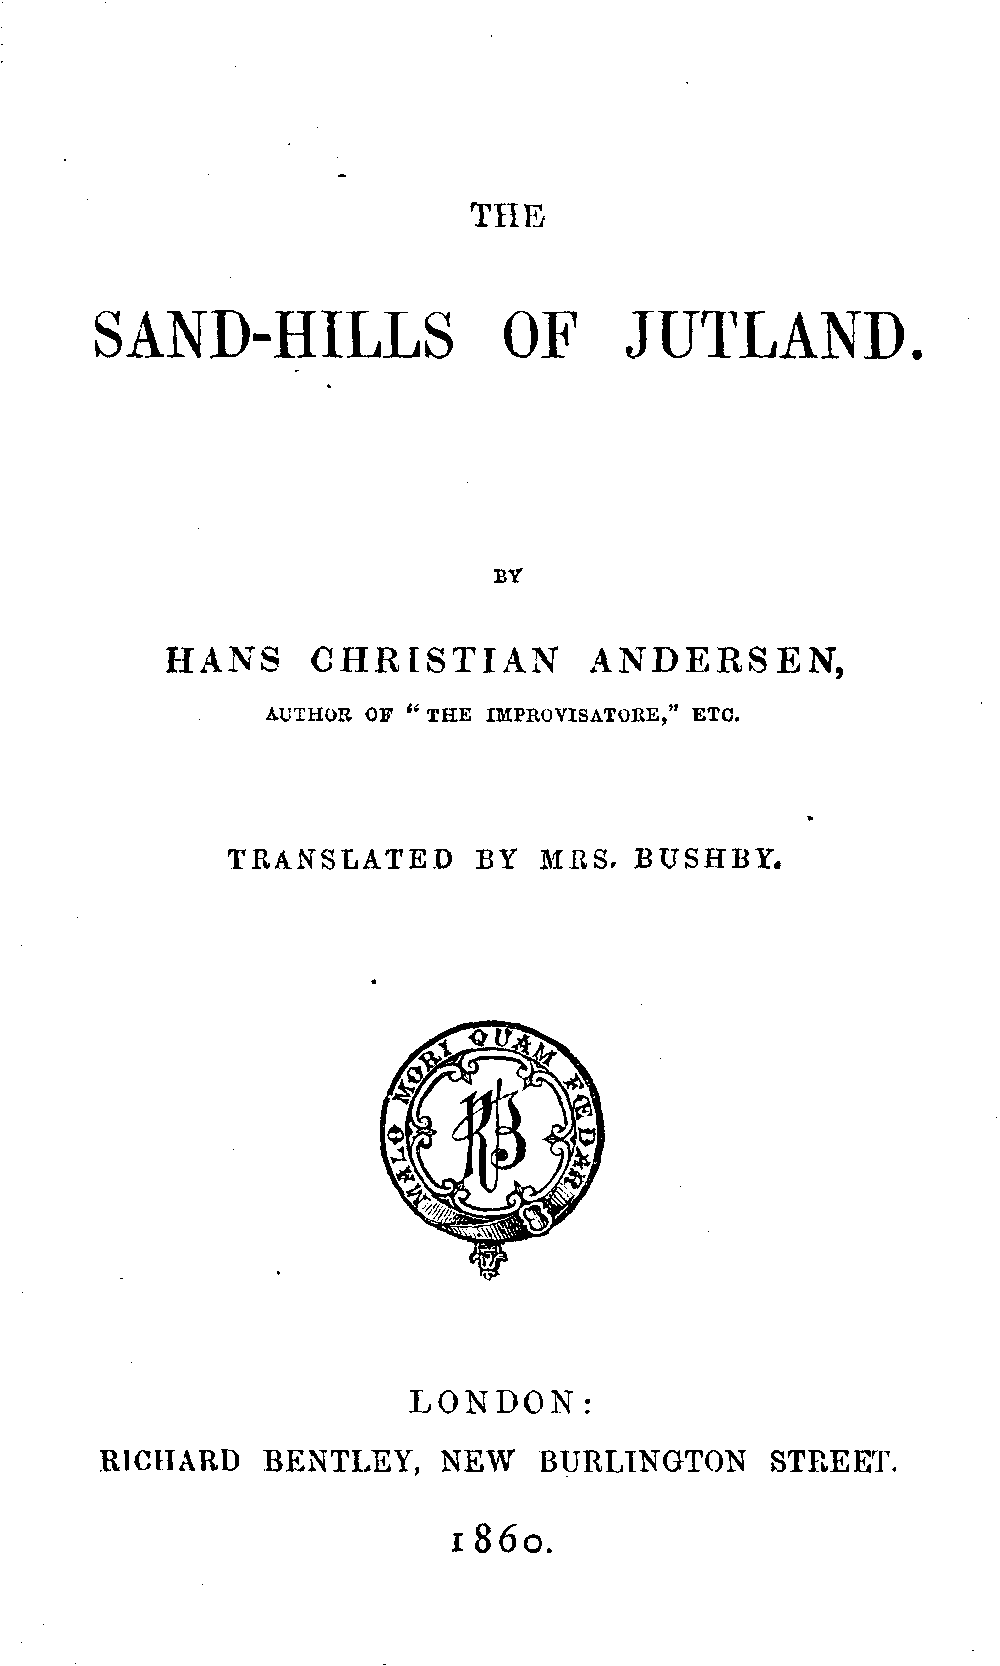 THE
SAND-HILLS OF JUTLAND.
BY
HANS CHRISTIAN ANDERSEN,
AUTHOR OF “THE IMPROVISATORE,” ETC.
TRANSLATED BY MRS. BUSHBY.
MALO MORI QUAM FŒDARI
RB
LONDON:
RICHARD BENTLEY, NEW BURLINGTON STREET.
1860.